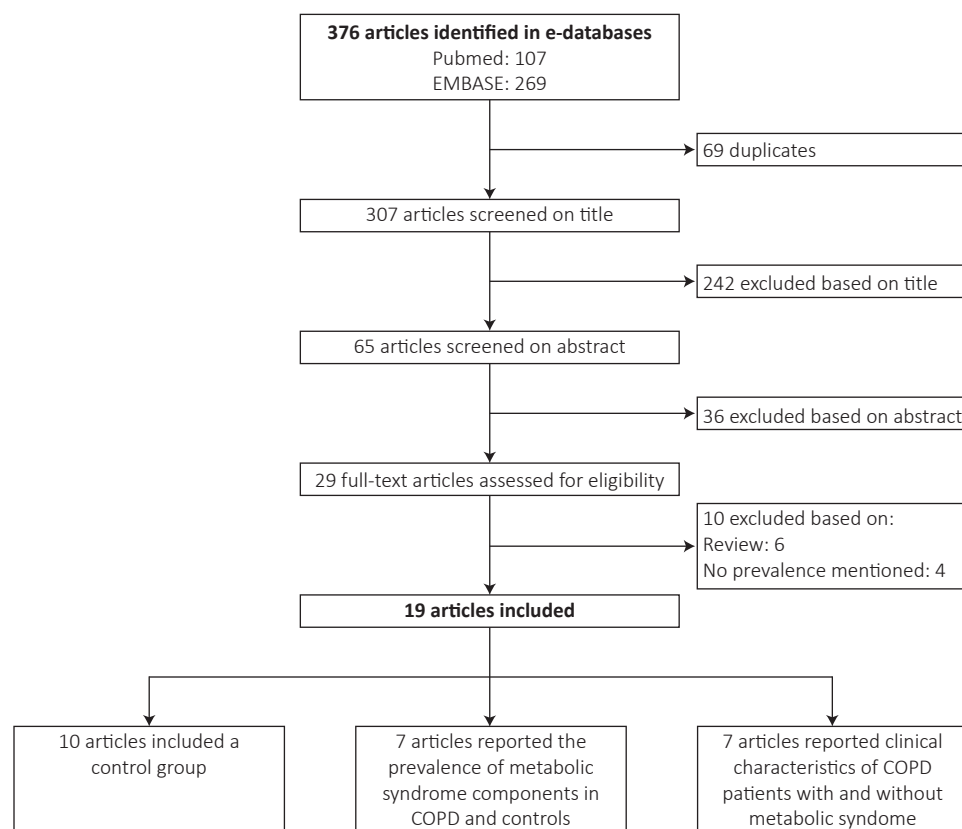 376 articles identified in e-databases
Pubmed: 107
EMBASE: 269
69 duplicates
307 articles screened on title
242 excluded based on title
65 articles screened on abstract
36 excluded based on abstract
29 full-text articles assessed for eligibility
10 excluded based on:
Review: 6
No prevalence mentioned: 4
19 articles included
10 articles included a
control group
7 articles reported the
prevalence of metabolic
syndrome components in
COPD and controls
7 articles reported clinical
characteristics of COPD
patients with and without
metabolic syndome